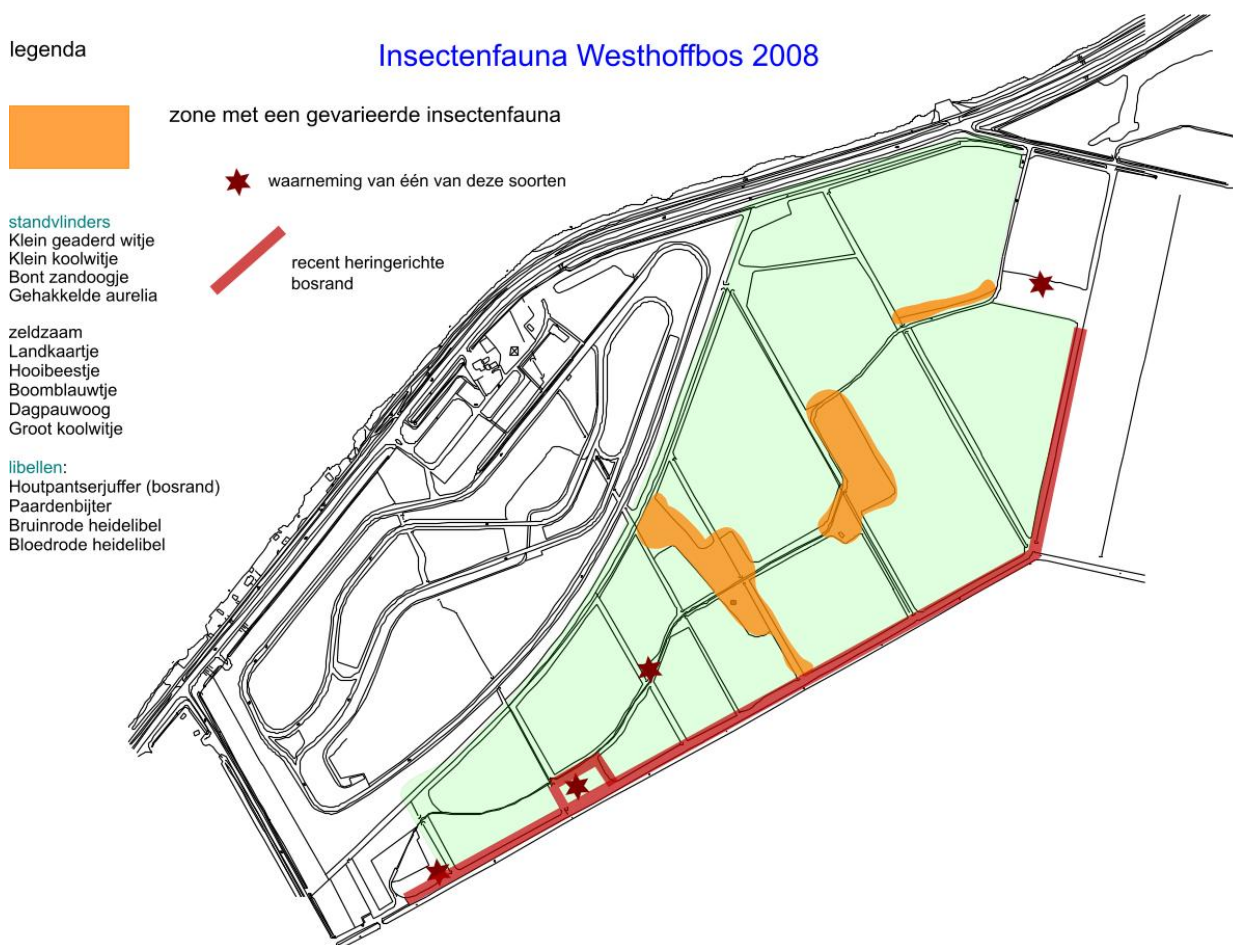 legenda
Insectenfauna Westhoffbos 2008
zone met een gevarieerde insectenfauna
waarneming van één van deze soorten
standvlinders
Klein geaderd witje
Klein koolwitje
Bont zandoogje
Gehakkelde aurelia
recent heringerichte
bosrand
zeldzaam
Landkaartje
Hooibeestje
Boomblauwtje
Dagpauwoog
Groot koolwitje
libellen:
Houtpantserjuffer (bosrand)
Paardenbijter
Bruinrode heidelibel
Bloedrode heidelibel